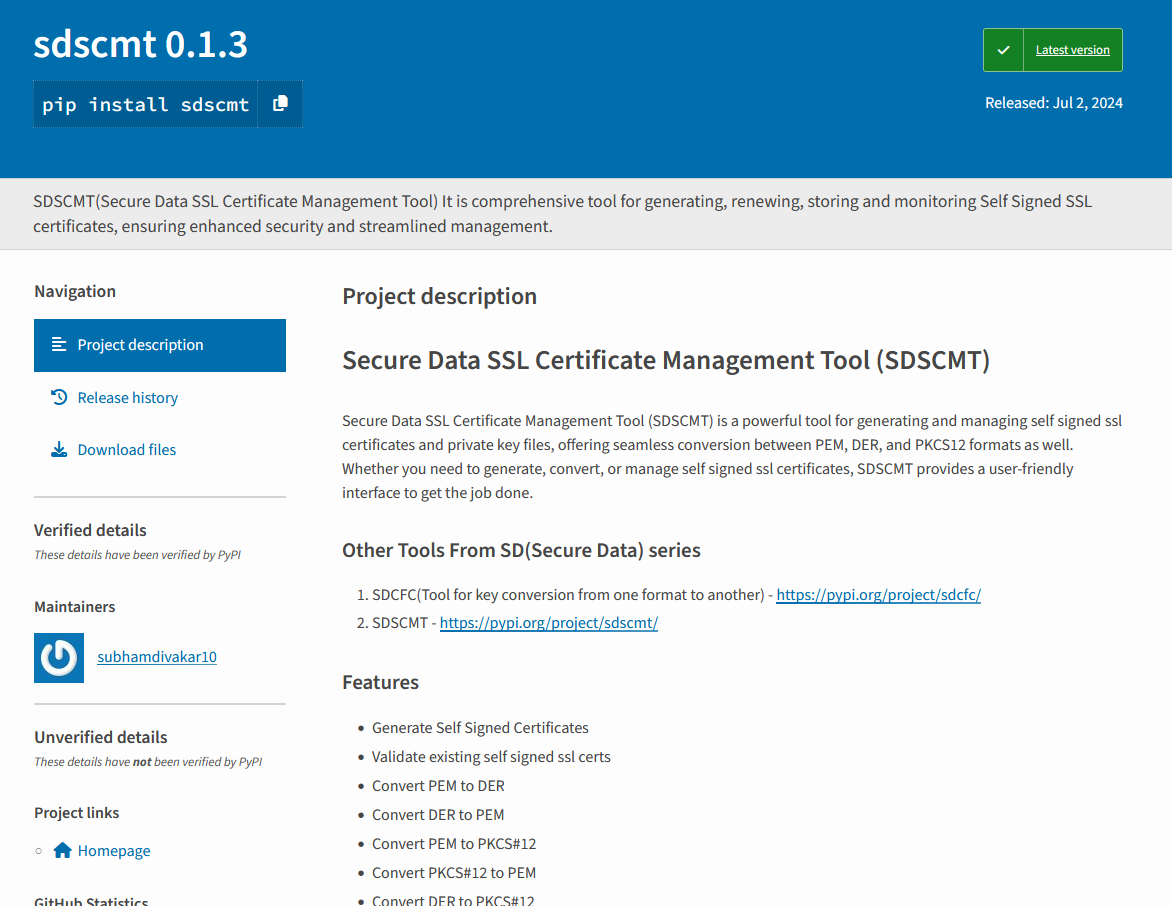 sdscmt 0.1.3
pip install sdscmt
Latest version
Released: Jul 2, 2024
SDSCMT(Secure Data SSL Certificate Management Tool) It is comprehensive tool for generating, renewing, storing and monitoring Self Signed SSL
certificates, ensuring enhanced security and streamlined management.
Navigation
Project description
Release history
Download files
Verified details
These details have been verified by PyPI
Maintainers
subhamdivakar10
Unverified details
These details have not been verified by PyPI
Project links
Homepage
GitHub Statistics
Project description
Secure Data SSL Certificate Management Tool (SDSCMT)
Secure Data SSL Certificate Management Tool (SDSCMT) is a powerful tool for generating and managing self signed ssl
certificates and private key files, offering seamless conversion between PEM, DER, and PKCS12 formats as well.
Whether you need to generate, convert, or manage self signed ssl certificates, SDSCMT provides a user-friendly
interface to get the job done.
Other Tools From SD(Secure Data) series
1. SDCFC(Tool for key conversion from one format to another) - https://pypi.org/project/sdcfc/
2. SDSCMT - https://pypi.org/project/sdscmt/
Features
• Generate Self Signed Certificates
• Validate existing self signed ssl certs
• Convert PEM to DER
• Convert DER to PEM
• Convert PEM to PKCS#12
• Convert PKCS#12 to PEM
• Convert DER to PKCS#12